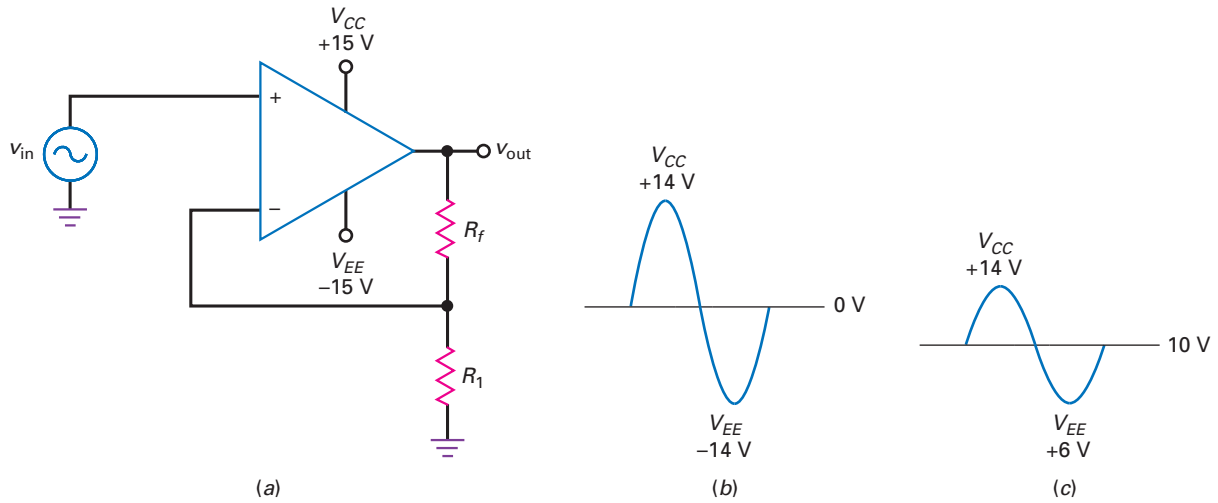 V_CC
+15 V
+
v_in
v_out
−
R_f
V_EE
−15 V
R_1
(a)
V_CC
+14 V
0 V
V_EE
−14 V
(b)
V_CC
+14 V
10 V
V_EE
+6 V
(c)